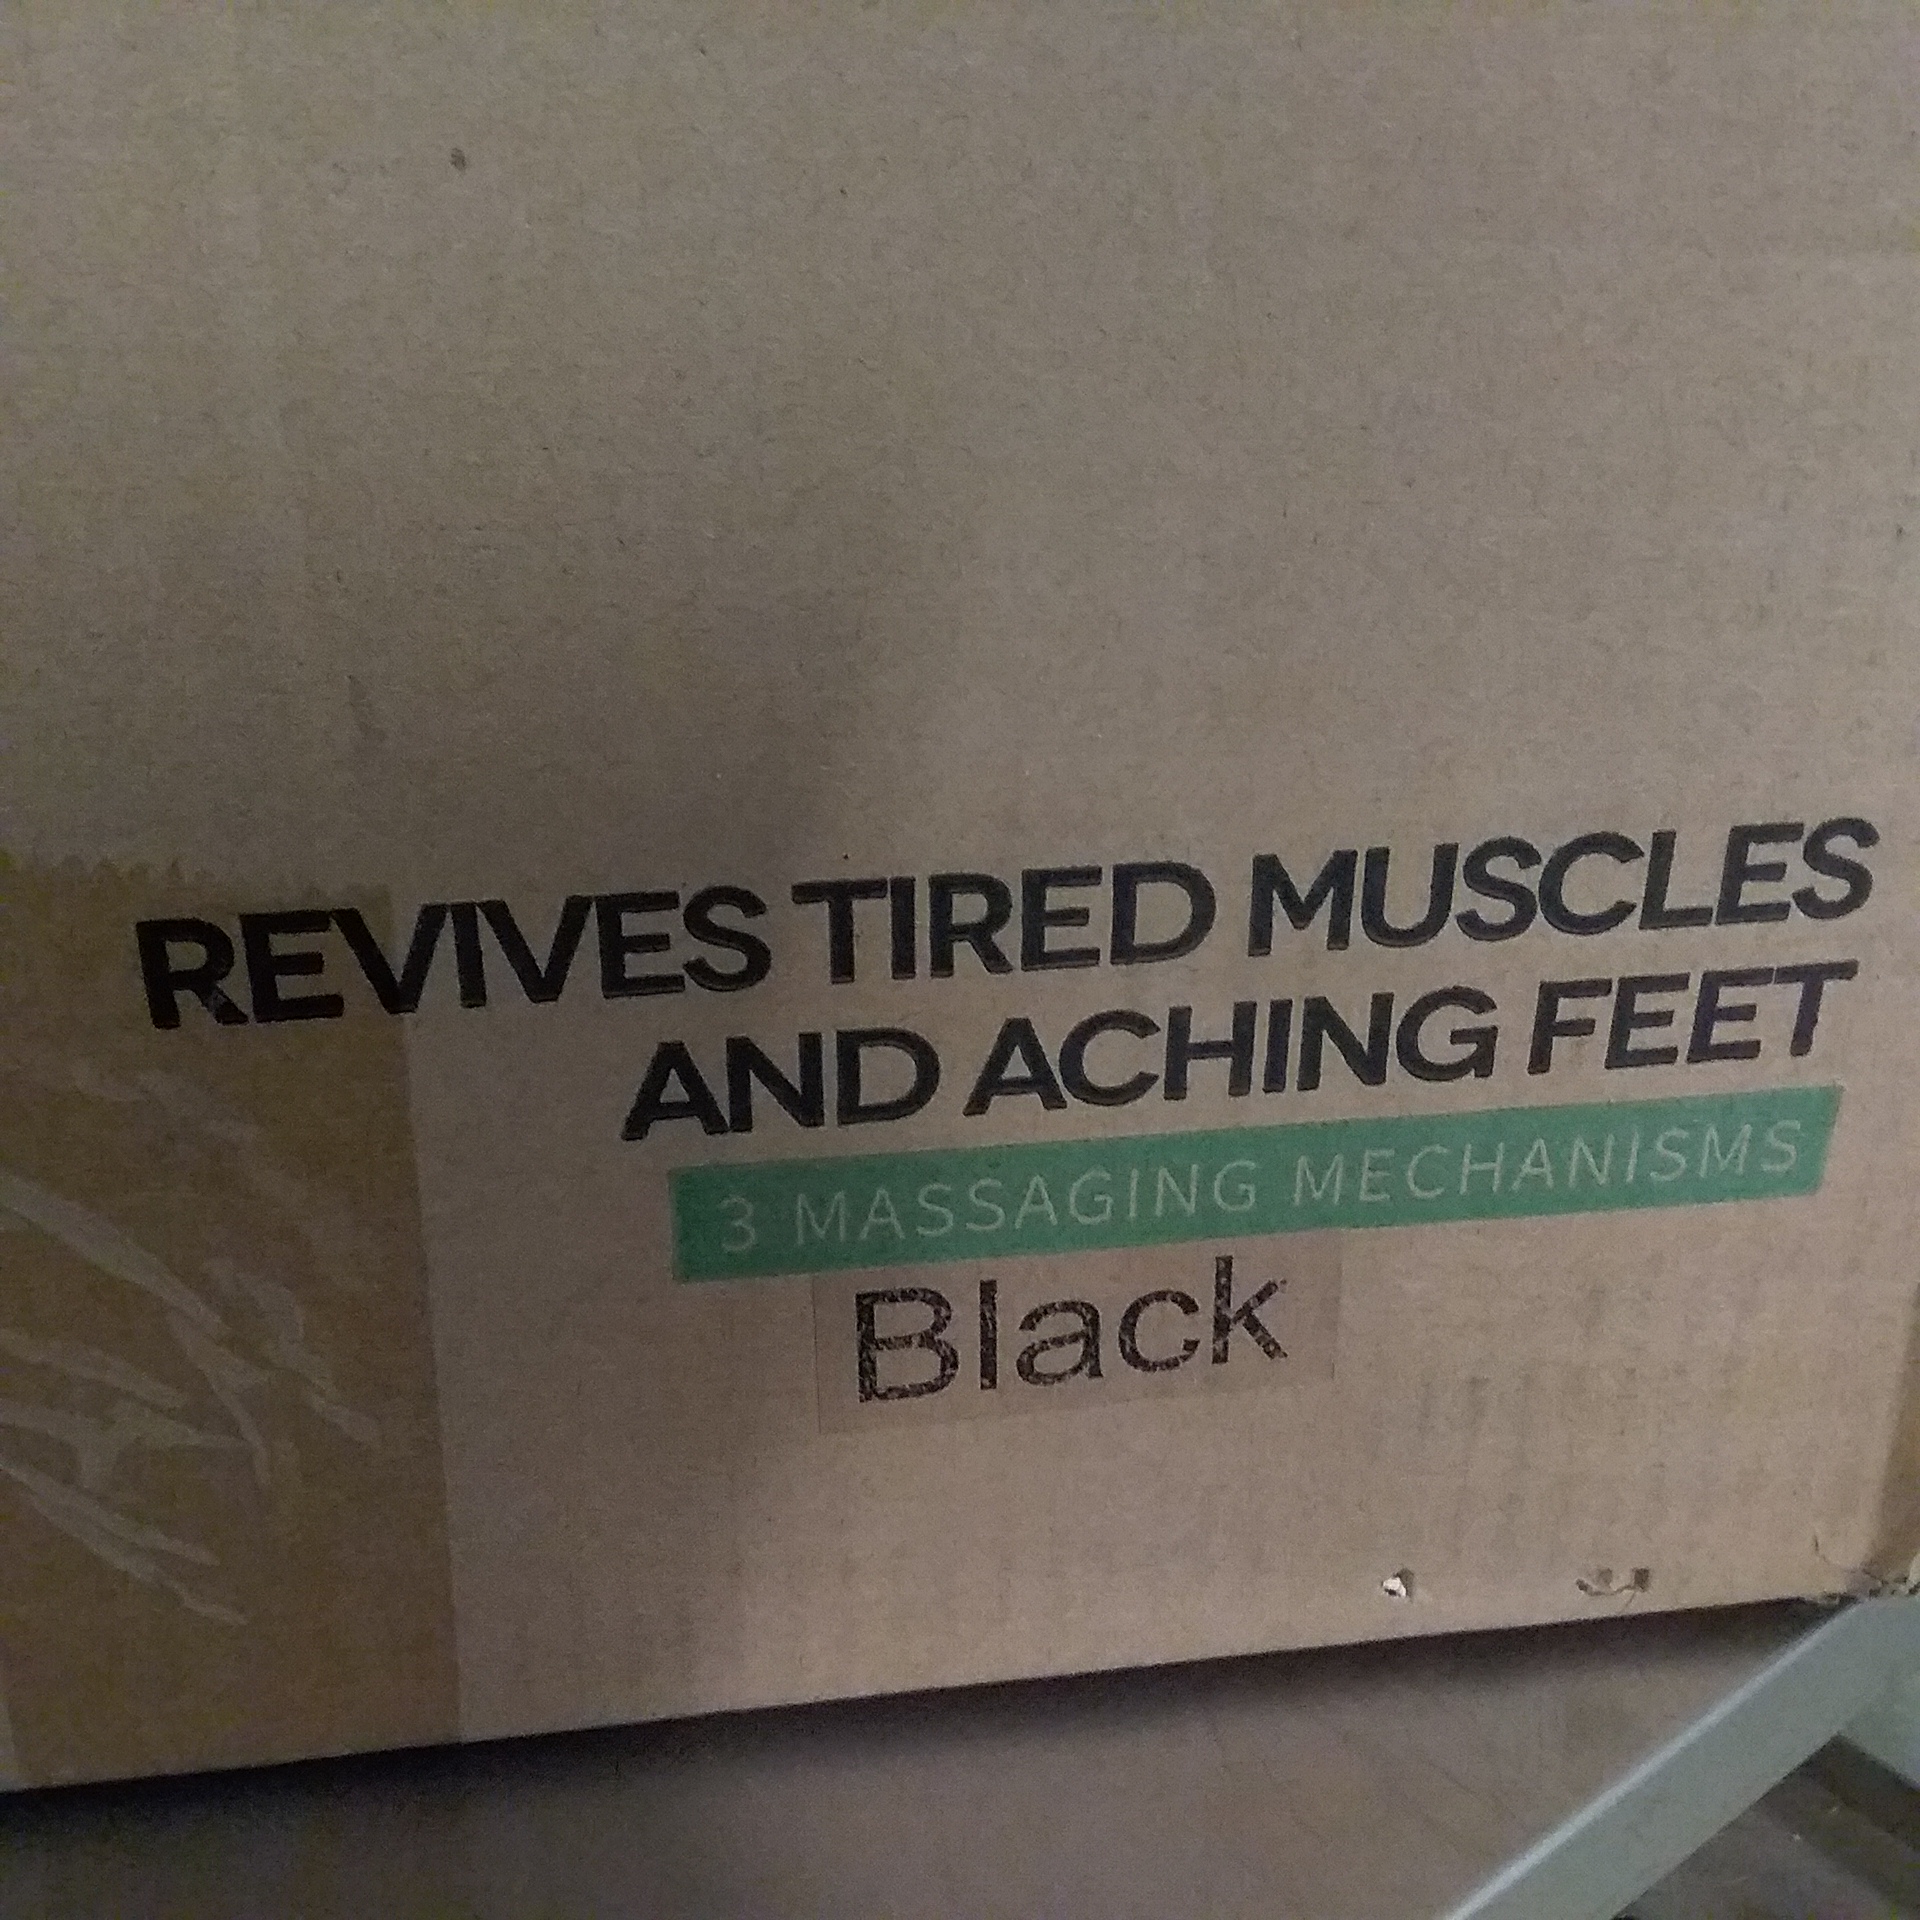 REVIVES TIRED MUSCLES
AND ACHING FEET
3 MASSAGING MECHANISMS
Black